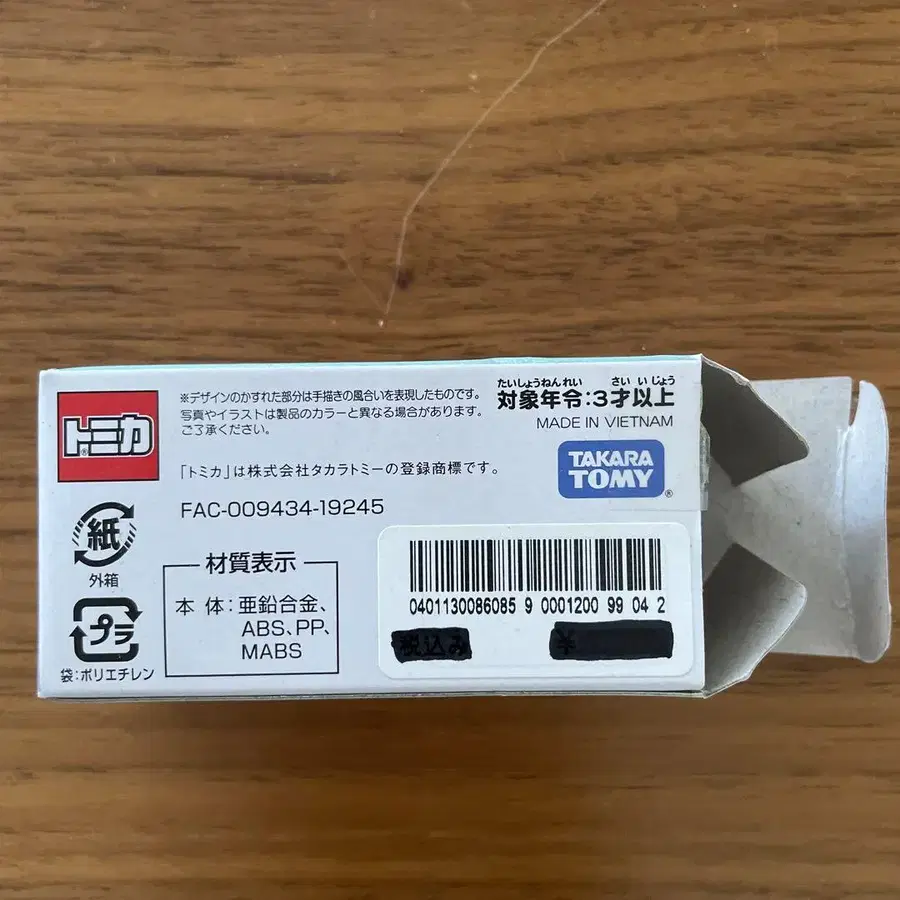 ※デザインのかすれた部分は手描きの風合いを表現したものです。
写真やイラストは製品のカラーと異なる場合があります。
ご了承ください。
たいしょうねんれい さい いじょう
対象年令:3才以上
MADE IN VIETNAM
トミカ®
「トミカ」は株式会社タカラトミーの登録商標です。
TAKARA
TOMY®
FAC-009434-19245
紙
外箱
プラ
袋:ポリエチレン
材質表示
本 体:亜鉛合金、
ABS、PP、
MABS
0401130086085 9 0001200 99 04 2
税込み ¥